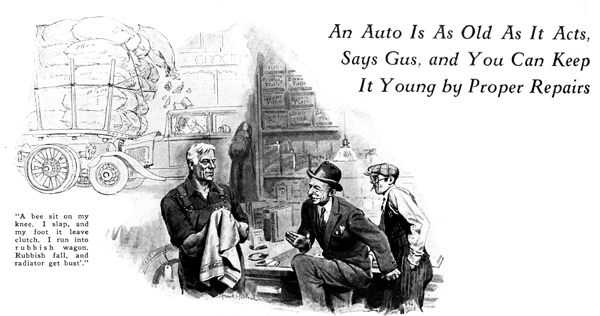 An Auto Is As Old As It Acts,
Says Gus, and You Can Keep
It Young by Proper Repairs
"A bee sit on my
knee. I slap, and
my foot it leave
clutch. I run into
rubbish wagon.
Rubbish fall, and
radiator get bust'."